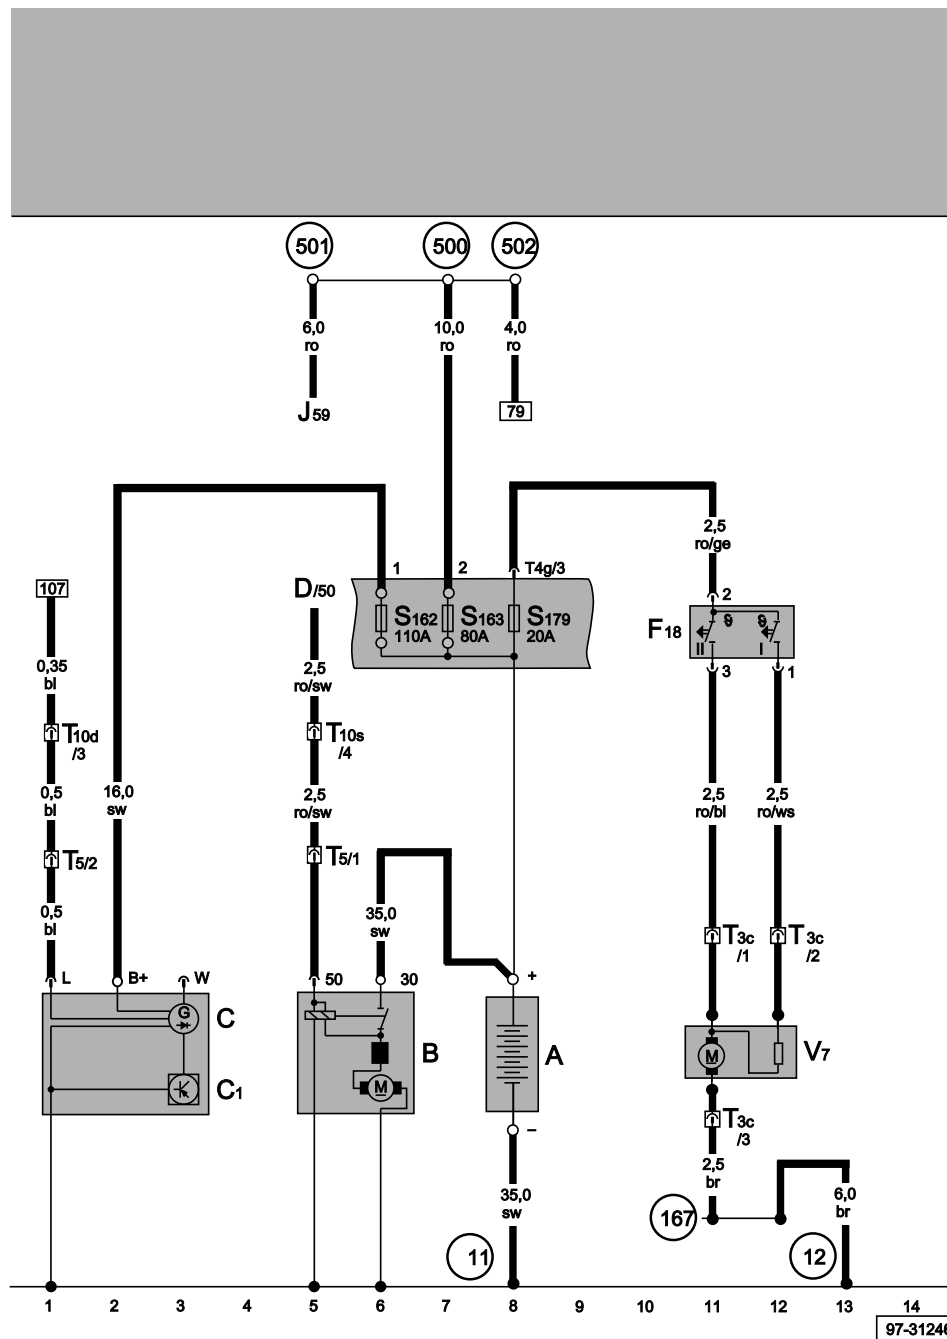 501 500 502
6,0 10,0 4,0
ro ro ro
J59 79
2,5
ro/ge
107 D/50 1 2 T4g/3 2
S162 S163 S179
110A 80A 20A
F18 ϑ ϑ
II I
3 1
0,35 2,5
bl ro/sw
T10d T10s
/3 /4
0,5 16,0 2,5 2,5 2,5
bl sw ro/sw ro/bl ro/ws
T5/2 T5/1
0,5 35,0
bl sw
T3c T3c
/1 /2
L B+ W 50 30 +
G C B A M V7
C1 M
T3c
/3
–
2,5
br
35,0 6,0
sw br
167
11 12
1 2 3 4 5 6 7 8 9 10 11 12 13 14